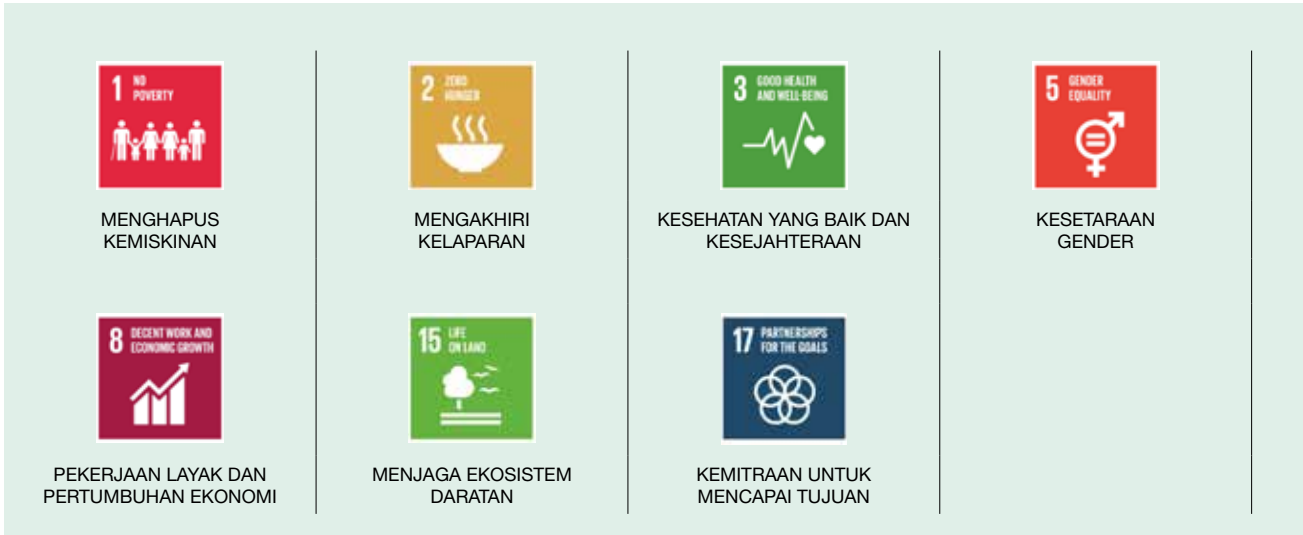 1 NO
POVERTY
MENGHAPUS
KEMISKINAN
2 ZERO
HUNGER
MENGAKHIRI
KELAPARAN
3 GOOD HEALTH
AND WELL-BEING
KESEHATAN YANG BAIK DAN
KESEJAHTERAAN
5 GENDER
EQUALITY
KESETARAAN
GENDER
8 DECENT WORK AND
ECONOMIC GROWTH
PEKERJAAN LAYAK DAN
PERTUMBUHAN EKONOMI
15 LIFE
ON LAND
MENJAGA EKOSISTEM
DARATAN
17 PARTNERSHIPS
FOR THE GOALS
KEMITRAAN UNTUK
MENCAPAI TUJUAN